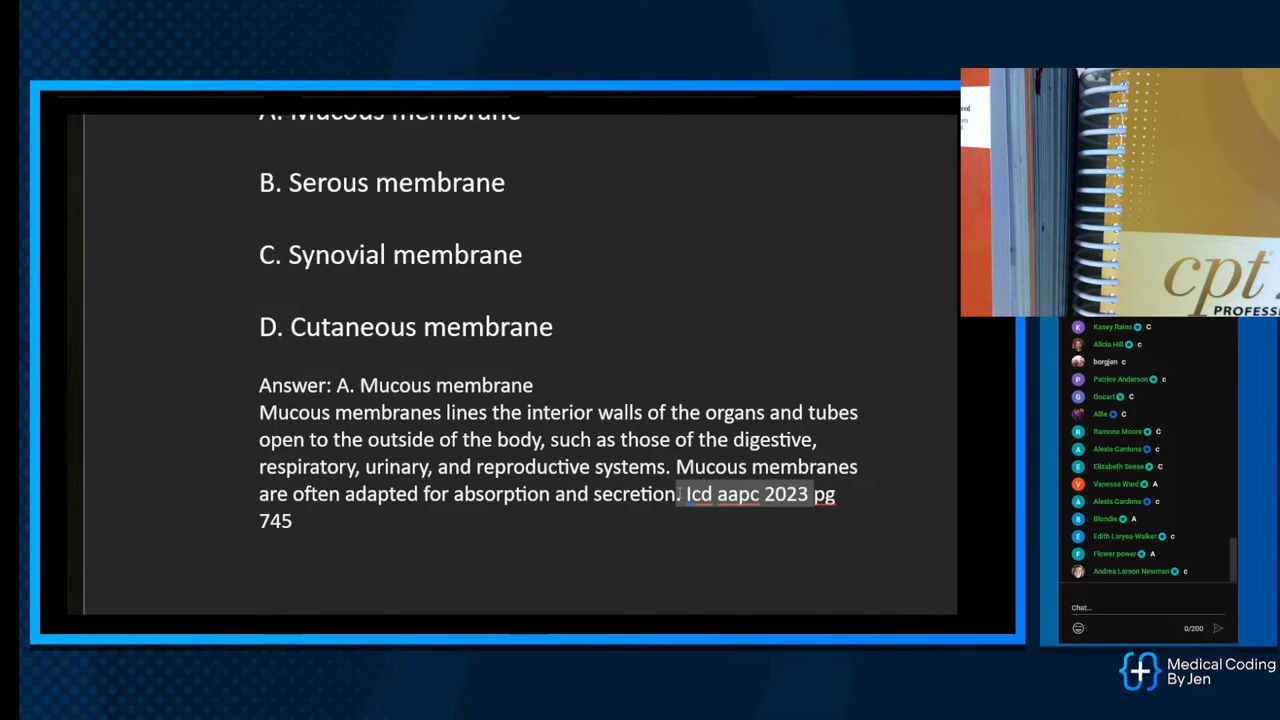 A. Mucous membrane
B. Serous membrane
C. Synovial membrane
D. Cutaneous membrane
Answer: A. Mucous membrane
Mucous membranes lines the interior walls of the organs and tubes
open to the outside of the body, such as those of the digestive,
respiratory, urinary, and reproductive systems. Mucous membranes
are often adapted for absorption and secretion. Icd aapc 2023 pg
745
cpt
PROFESS
Kasey Rains C
Alicia Hill c
borgjen c
Patrice Anderson c
Gocart C
Allie C
Ramone Moore C
Alexis Cardona c
Elizabeth Seese C
Vanessa Ward A
Alexis Cardona c
Blondie A
Edith Laryea-Walker c
Flower power A
Andrea Larson Newman c
Chat...
0/200
Medical Coding
By Jen